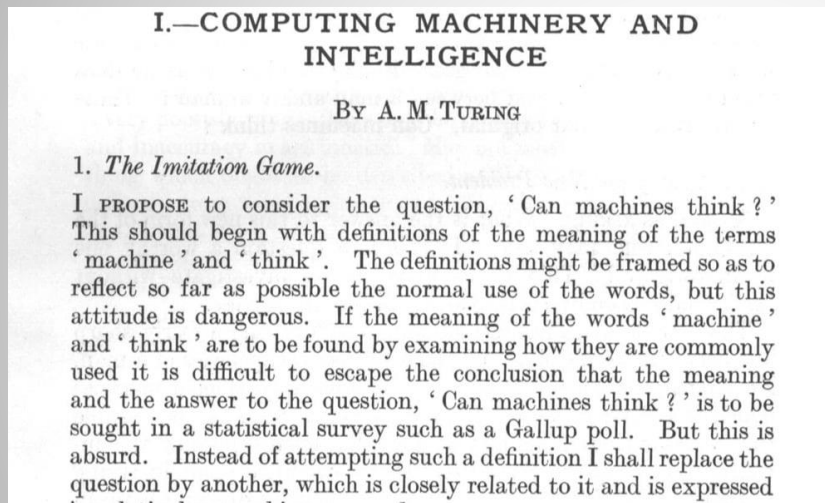 I.—COMPUTING MACHINERY AND
INTELLIGENCE
BY A. M. TURING
1. The Imitation Game.
I PROPOSE to consider the question, ‘ Can machines think ? ’
This should begin with definitions of the meaning of the terms
‘ machine ’ and ‘ think ’. The definitions might be framed so as to
reflect so far as possible the normal use of the words, but this
attitude is dangerous. If the meaning of the words ‘ machine ’
and ‘ think ’ are to be found by examining how they are commonly
used it is difficult to escape the conclusion that the meaning
and the answer to the question, ‘ Can machines think ? ’ is to be
sought in a statistical survey such as a Gallup poll. But this is
absurd. Instead of attempting such a definition I shall replace the
question by another, which is closely related to it and is expressed